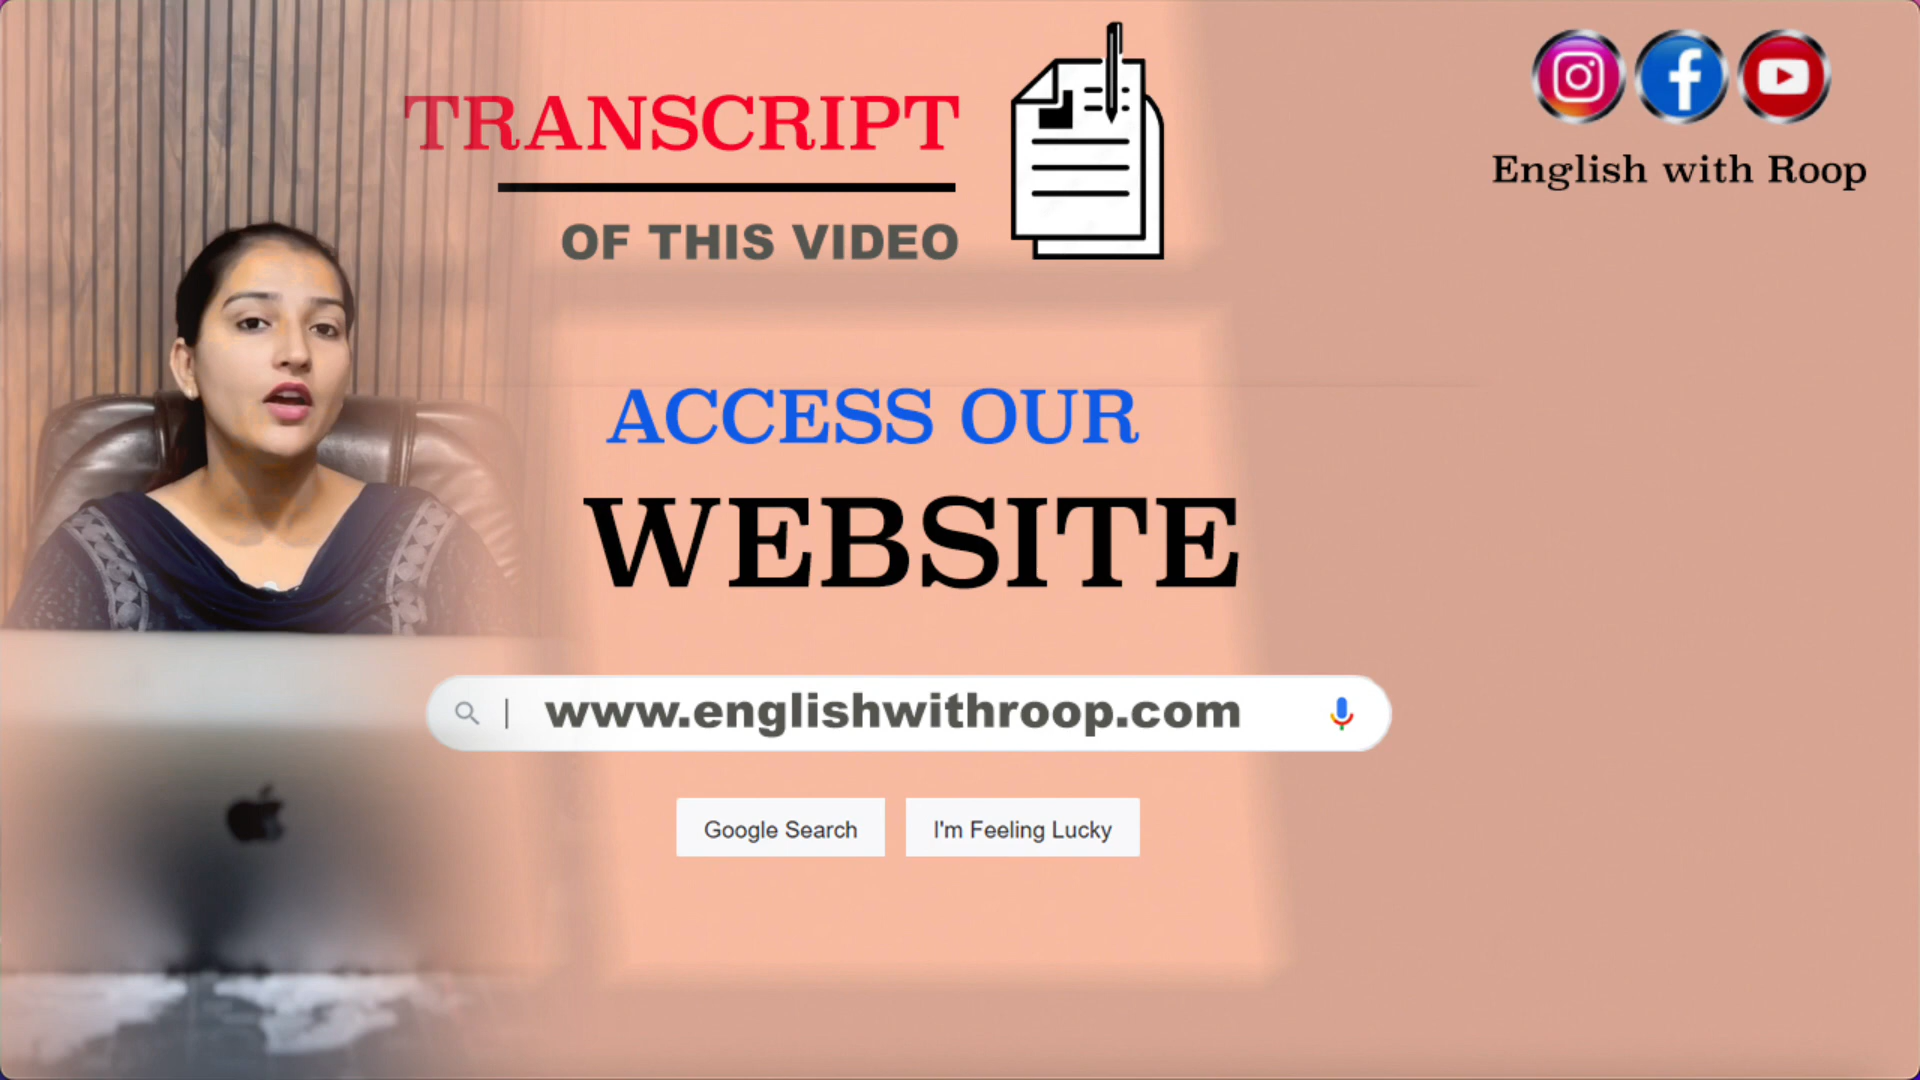 TRANSCRIPT
OF THIS VIDEO
English with Roop
ACCESS OUR
WEBSITE
www.englishwithroop.com
Google Search
I'm Feeling Lucky